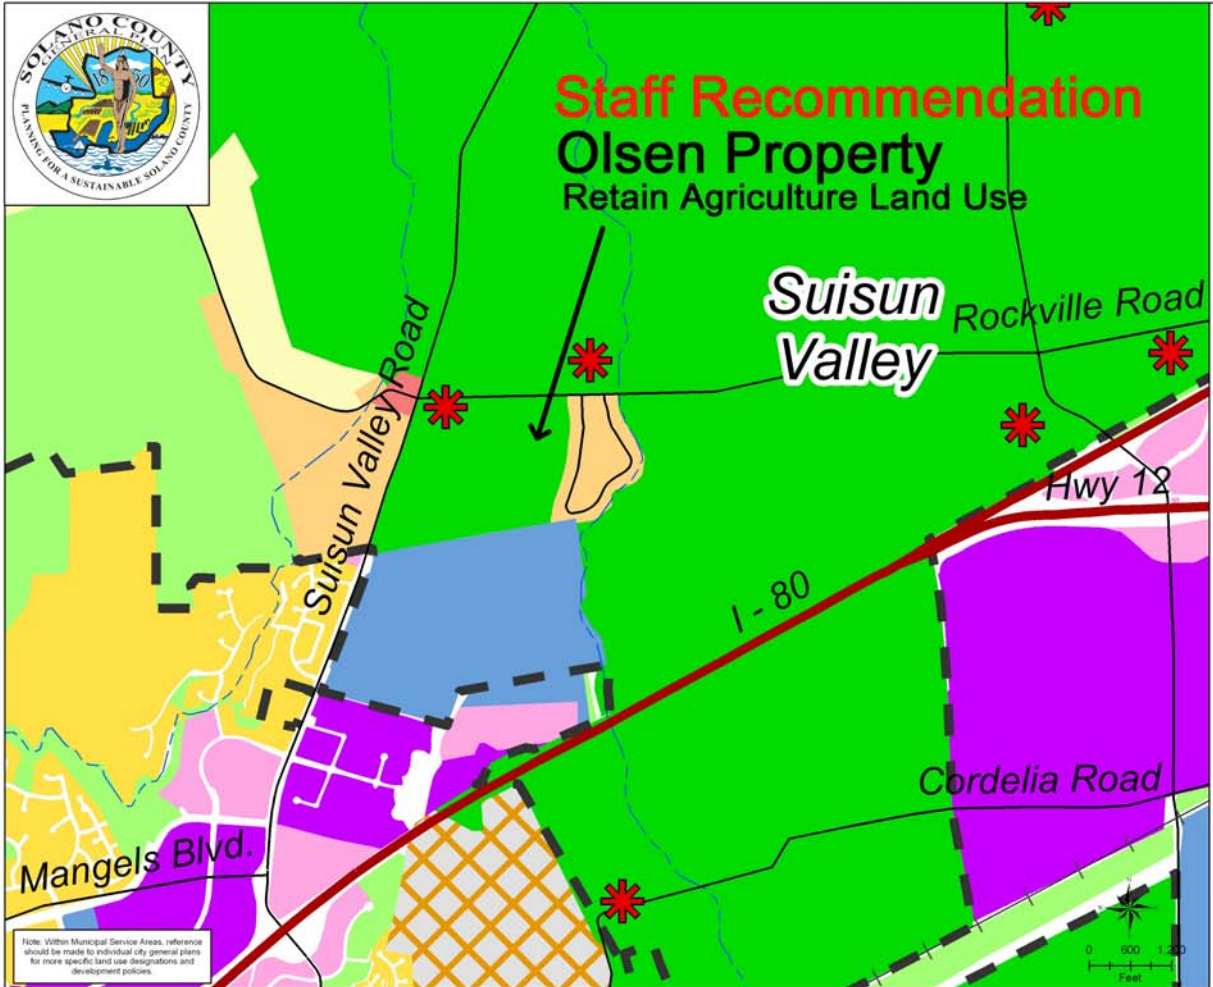 SOLANO COUNTY
GENERAL PLAN
1850
PLANNING FOR A SUSTAINABLE SOLANO COUNTY
Staff Recommendation
Olsen Property
Retain Agriculture Land Use
Suisun
Valley
Rockville Road
Suisun Valley Road
Hwy 12
I - 80
Cordelia Road
Mangels Blvd.
Note: Within Municipal Service Areas, reference
should be made to individual city general plans
for more specific land use designations and
development policies.
0 600 1,200
Feet